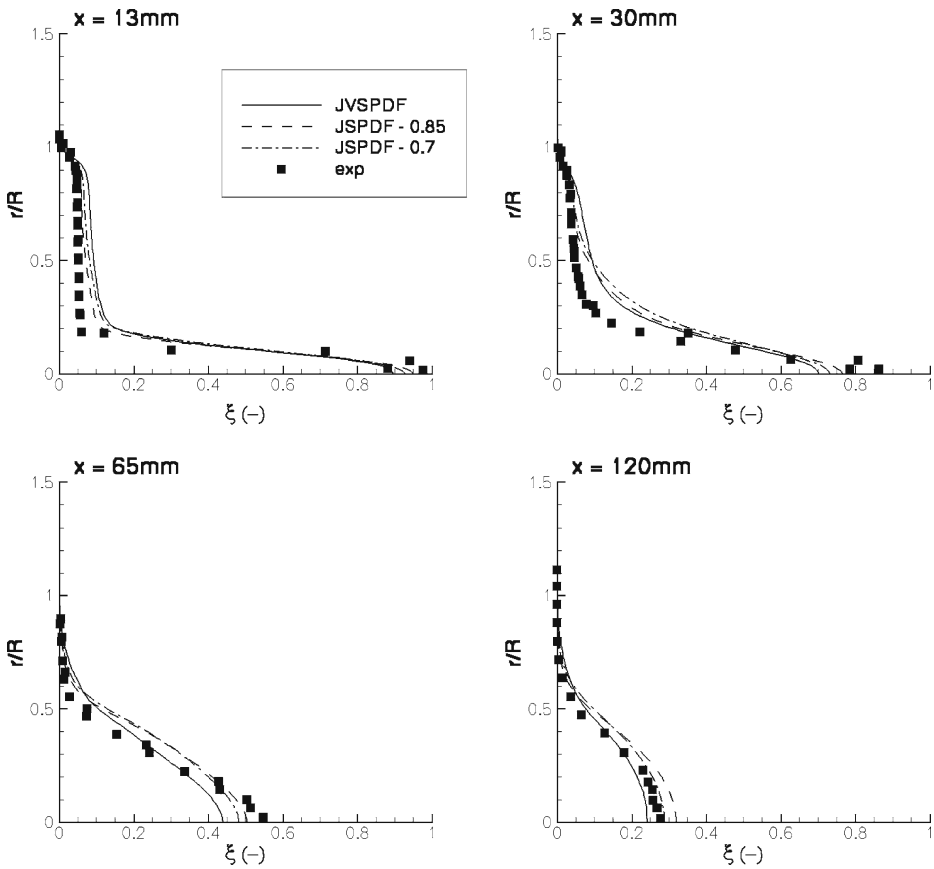 x = 13mm
1.5
1
0.5
0
r/R
0
0.2
0.4
0.6
0.8
1
ξ (–)
JVSPDF
JSPDF - 0.85
JSPDF - 0.7
exp
x = 30mm
1.5
1
0.5
0
r/R
0
0.2
0.4
0.6
0.8
1
ξ (–)
x = 65mm
1.5
1
0.5
0
r/R
0
0.2
0.4
0.6
0.8
1
ξ (–)
x = 120mm
1.5
1
0.5
0
r/R
0
0.2
0.4
0.6
0.8
1
ξ (–)